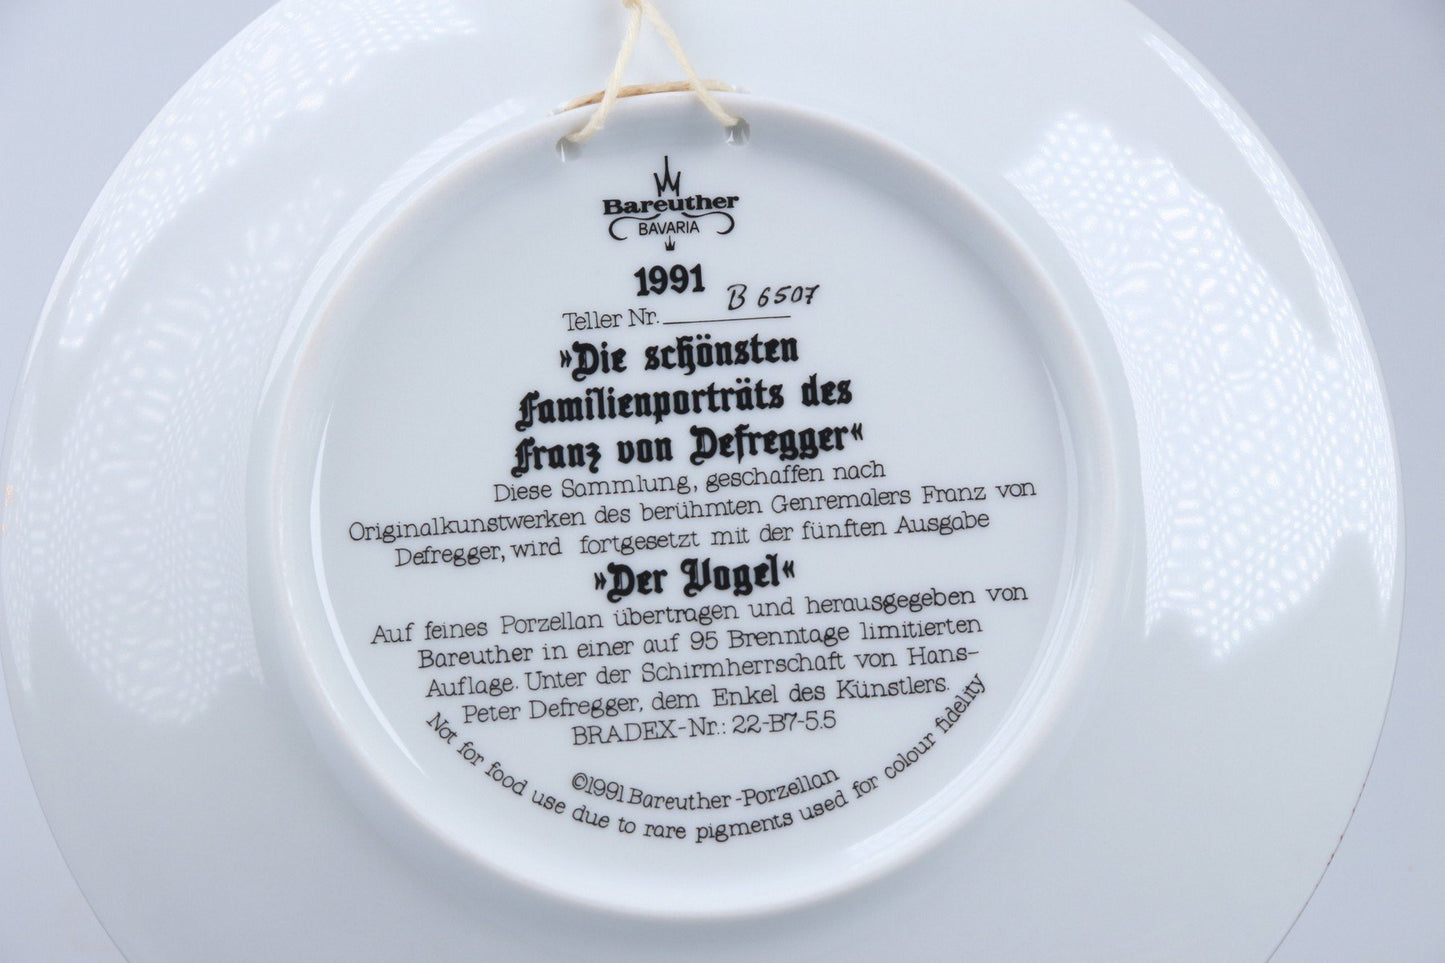 Bareuther
BAVARIA
1991
Teller Nr. B 6507
»Die schönsten
Familienporträts des
Franz von Defregger«
Diese Sammlung, geschaffen nach
Originalkunstwerken des berühmten Genremalers Franz von
Defregger, wird fortgesetzt mit der fünften Ausgabe
»Der Vogel«
Auf feines Porzellan übertragen und herausgegeben von
Bareuther in einer auf 95 Brenntage limitierten
Auflage. Unter der Schirmherrschaft von Hans-
Peter Defregger, dem Enkel des Künstlers.
BRADEX-Nr.: 22-B7-5.5
©1991 Bareuther-Porzellan
Not for food use due to rare pigments used for colour fidelity